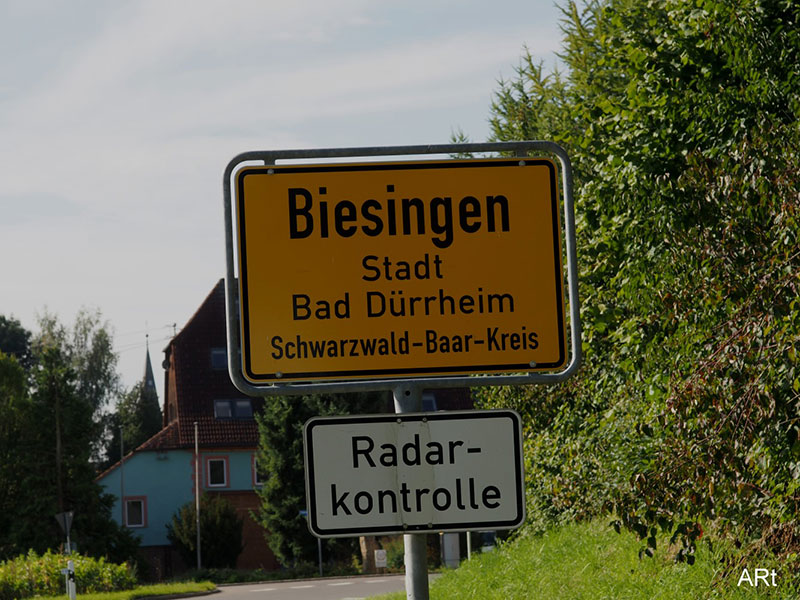 Biesingen
Stadt
Bad Dürrheim
Schwarzwald-Baar-Kreis
Radar-
kontrolle
ARt